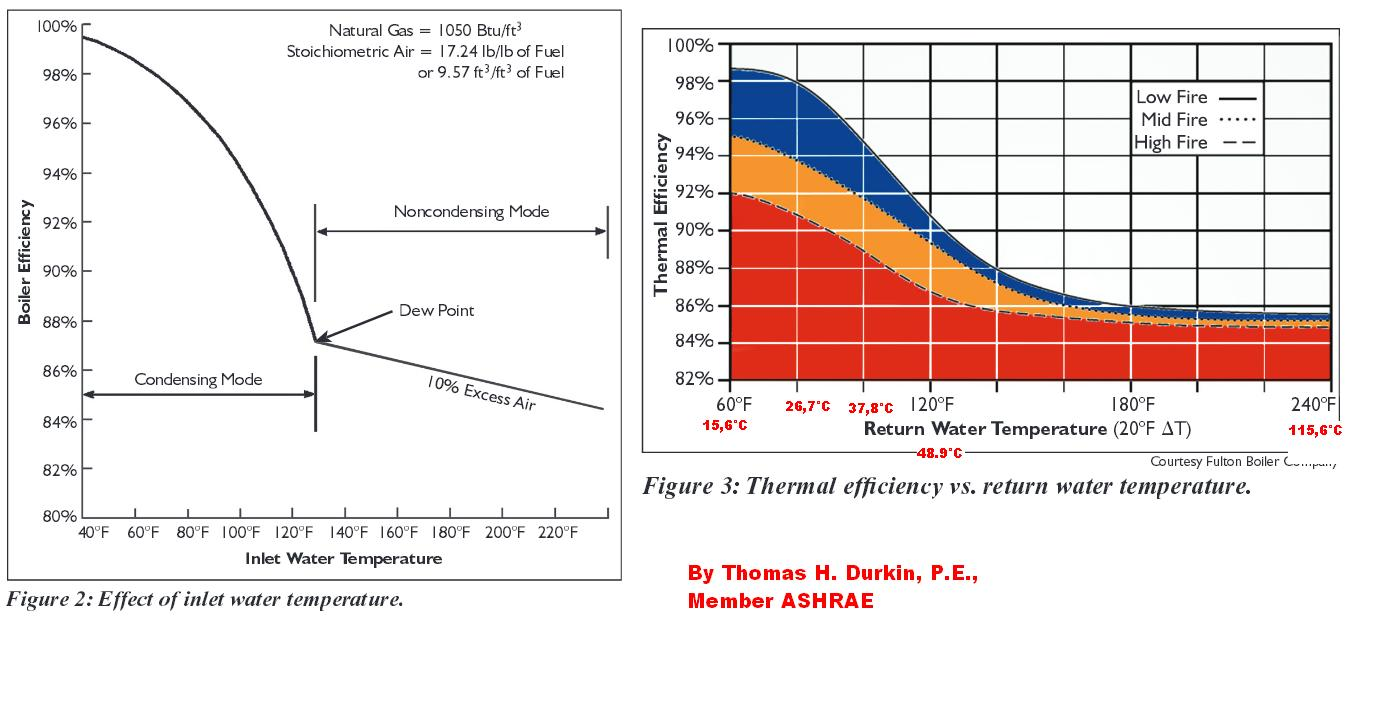 100%
98%
96%
94%
92%
90%
88%
86%
84%
82%
80%
Boiler Efficiency
Natural Gas = 1050 Btu/ft³
Stoichiometric Air = 17.24 lb/lb of Fuel
or 9.57 ft³/ft³ of Fuel
Noncondensing Mode
Dew Point
Condensing Mode
10% Excess Air
40°F 60°F 80°F 100°F 120°F 140°F 160°F 180°F 200°F 220°F
Inlet Water Temperature
Figure 2: Effect of inlet water temperature.
100%
98%
96%
94%
92%
90%
88%
86%
84%
82%
Thermal Efficiency
Low Fire
Mid Fire
High Fire
60°F 120°F 180°F 240°F
15,6°C 26,7°C 37,8°C 48.9°C 115,6°C
Return Water Temperature (20°F ΔT)
Courtesy Fulton Boiler Company
Figure 3: Thermal efficiency vs. return water temperature.
By Thomas H. Durkin, P.E.,
Member ASHRAE